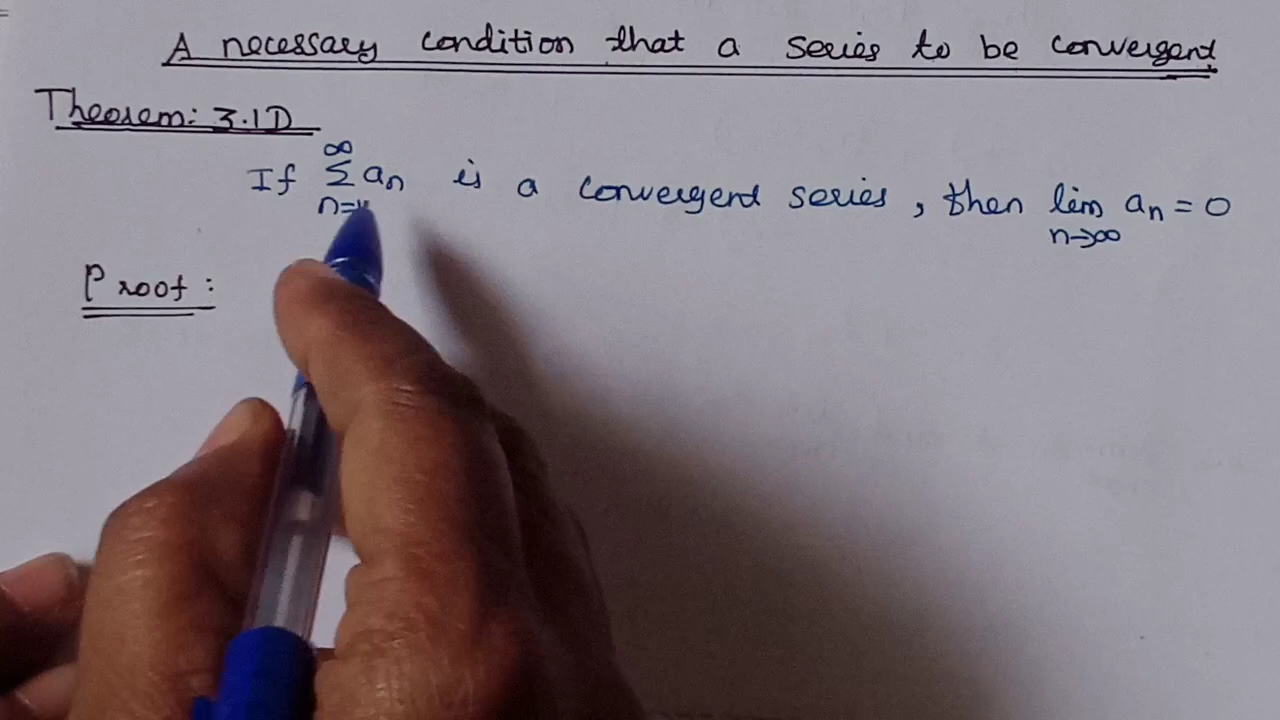 A necessary condition that a series to be convergent.
Theorem: 3.1D
If ∞ Σ n= aₙ is a convergent series, then lim n→∞ aₙ = 0
Proof: